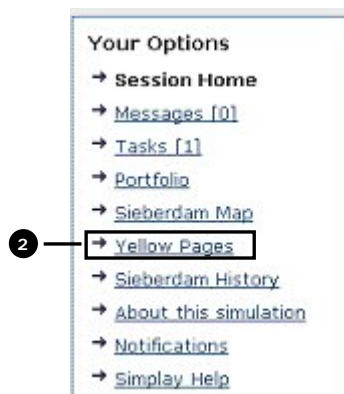 Your Options
→ Session Home
→ Messages [0]
→ Tasks [1]
→ Portfolio
→ Sieberdam Map
2 → Yellow Pages
→ Sieberdam History
→ About this simulation
→ Notifications
→ Simplay Help